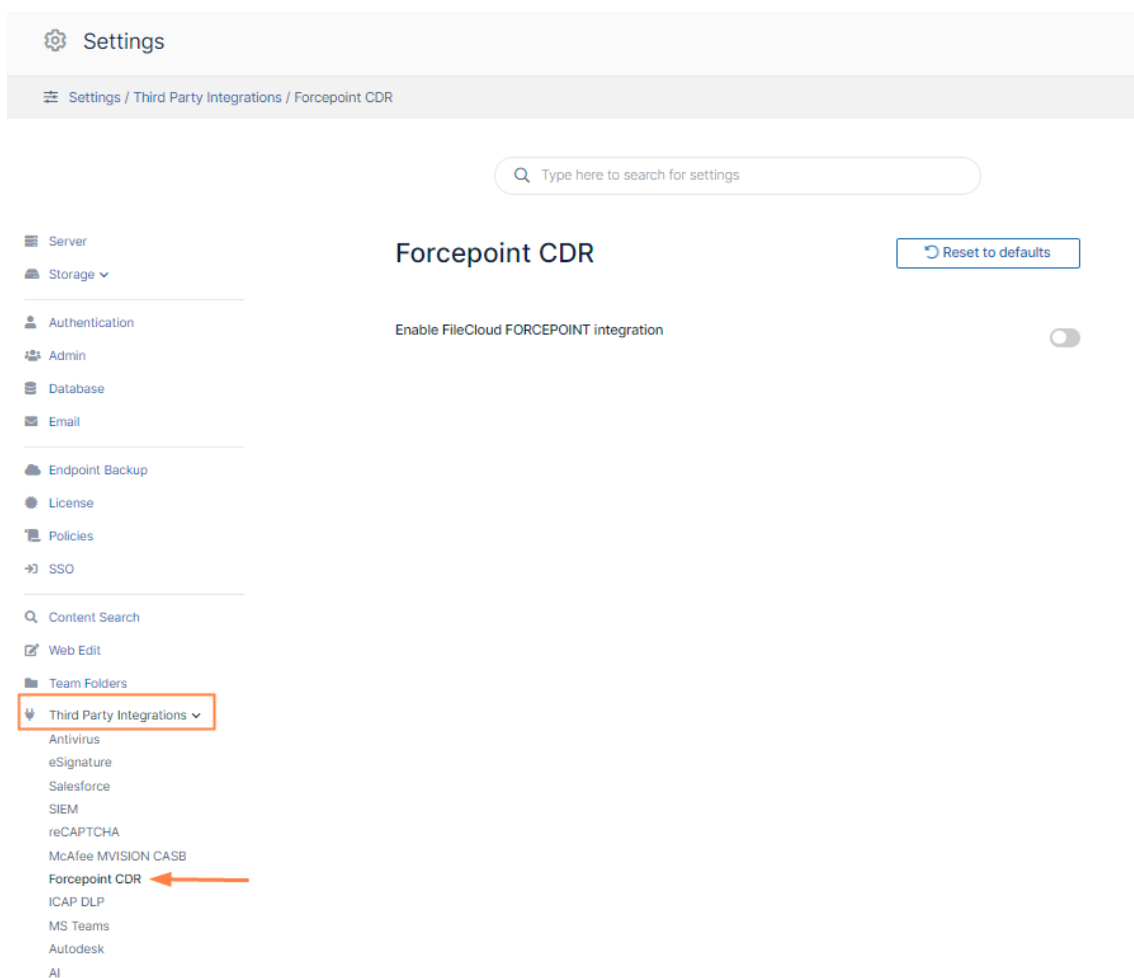 Settings
Settings / Third Party Integrations / Forcepoint CDR
Type here to search for settings
Server
Storage
Authentication
Admin
Database
Email
Endpoint Backup
License
Policies
SSO
Content Search
Web Edit
Team Folders
Third Party Integrations
Antivirus
eSignature
Salesforce
SIEM
reCAPTCHA
McAfee MVISION CASB
Forcepoint CDR
ICAP DLP
MS Teams
Autodesk
AI
Forcepoint CDR
Reset to defaults
Enable FileCloud FORCEPOINT integration